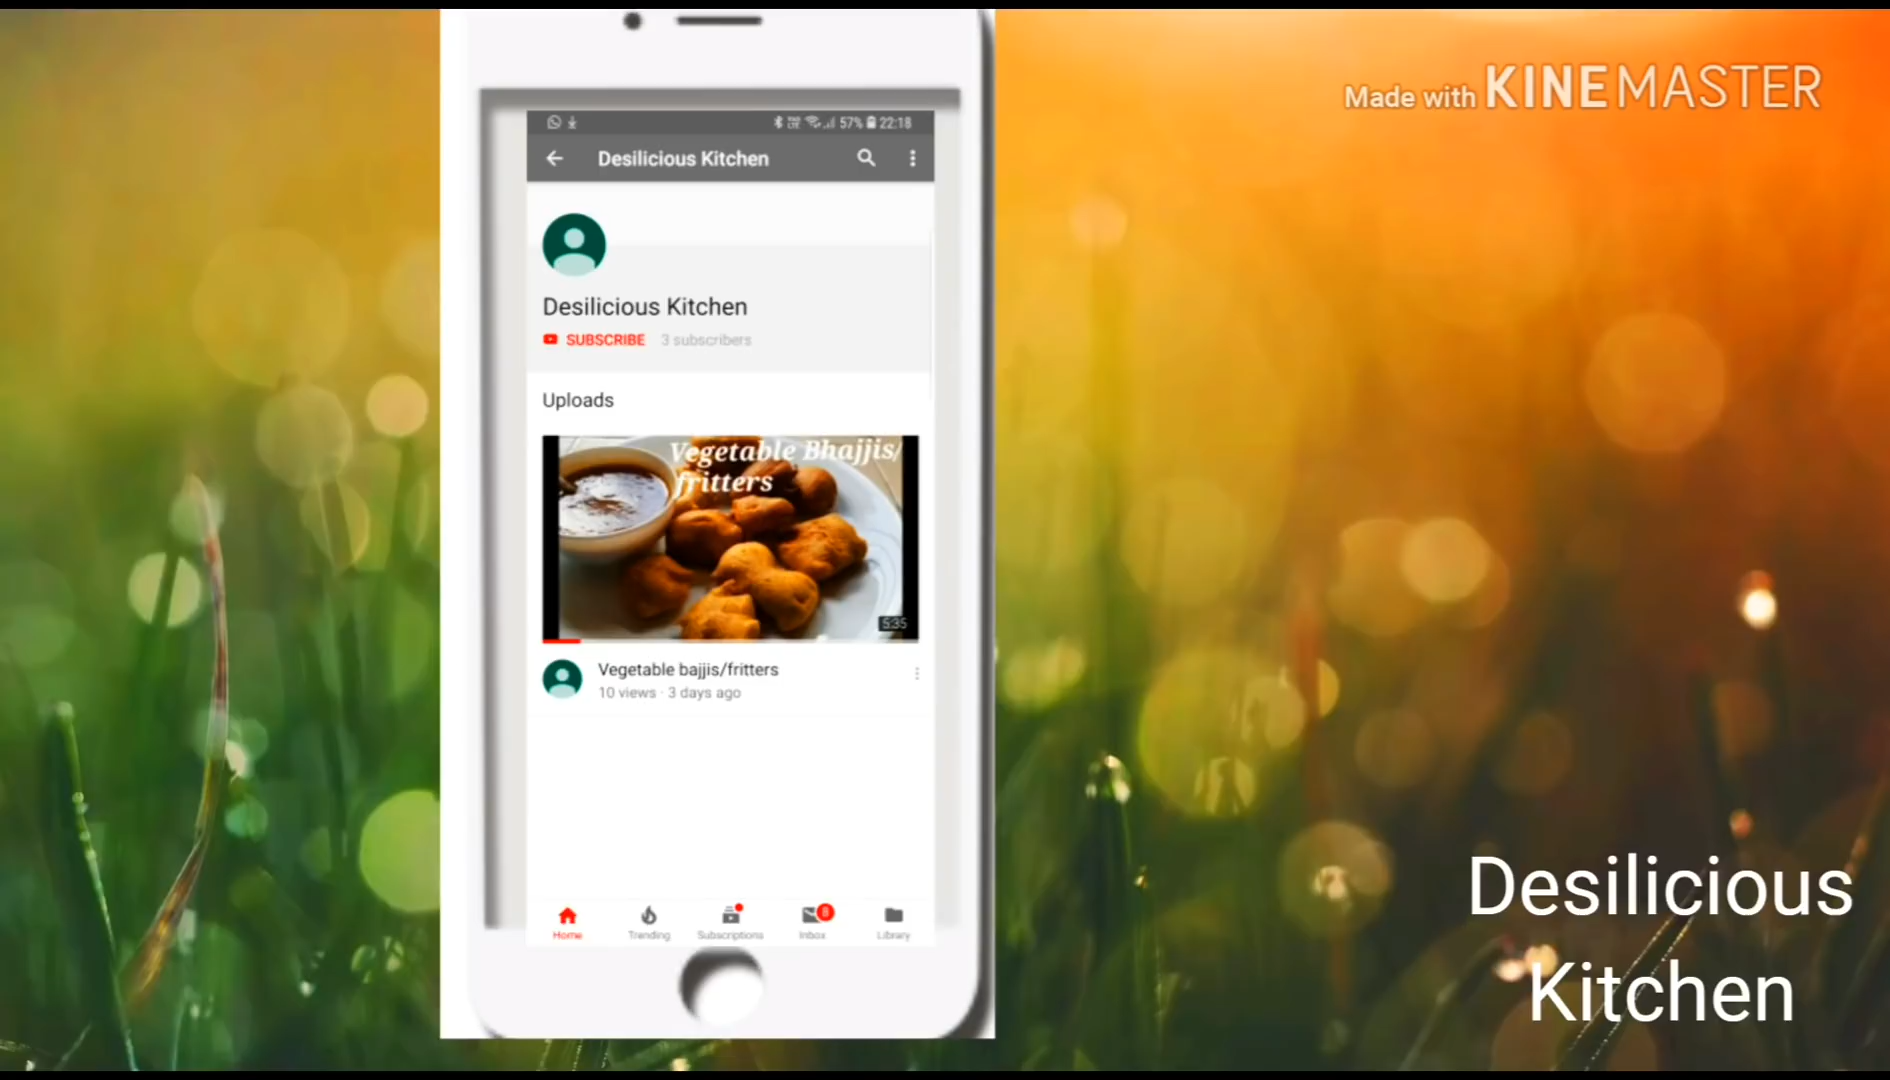 Made with KINEMASTER
57% 22:18
Desilicious Kitchen
Desilicious Kitchen
SUBSCRIBE 3 subscribers
Uploads
Vegetable Bhajjis/
fritters
5:35
Vegetable bajjis/fritters
10 views · 3 days ago
Home Trending Subscriptions Inbox Library
8
Desilicious
Kitchen